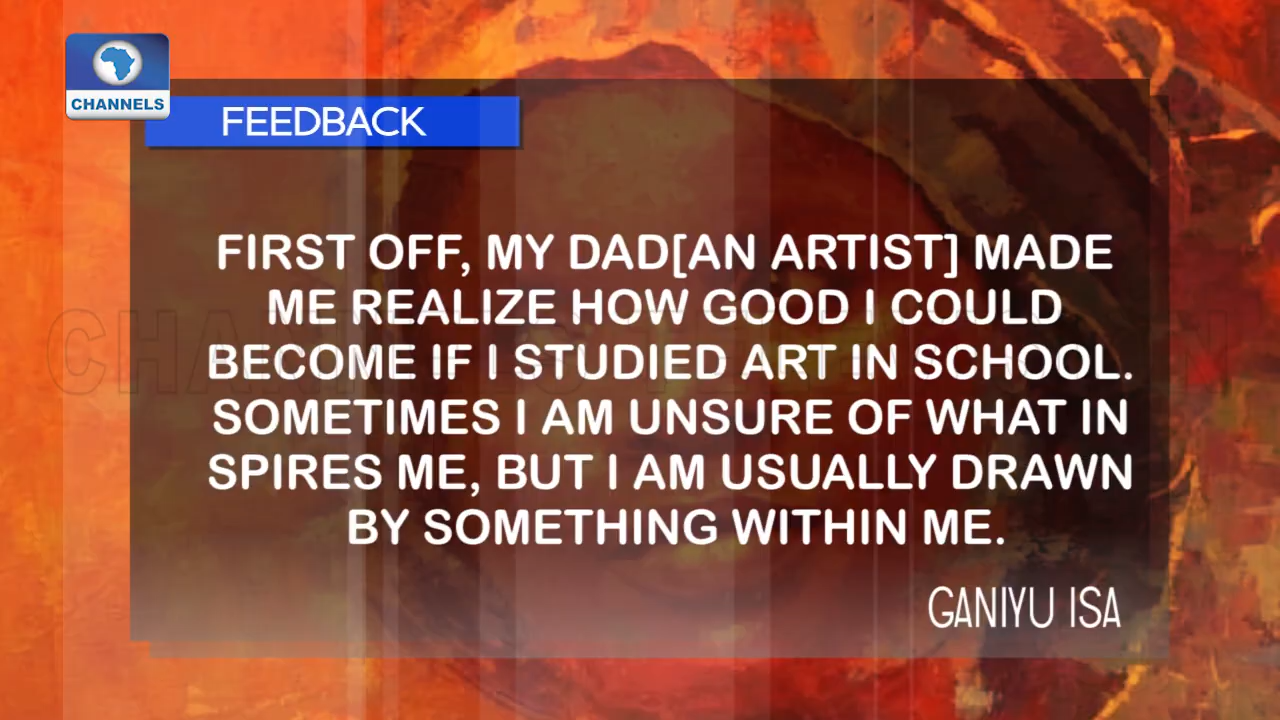 CHANNELS
FEEDBACK
FIRST OFF, MY DAD[AN ARTIST] MADE
ME REALIZE HOW GOOD I COULD
BECOME IF I STUDIED ART IN SCHOOL.
SOMETIMES I AM UNSURE OF WHAT IN
SPIRES ME, BUT I AM USUALLY DRAWN
BY SOMETHING WITHIN ME.
GANIYU ISA